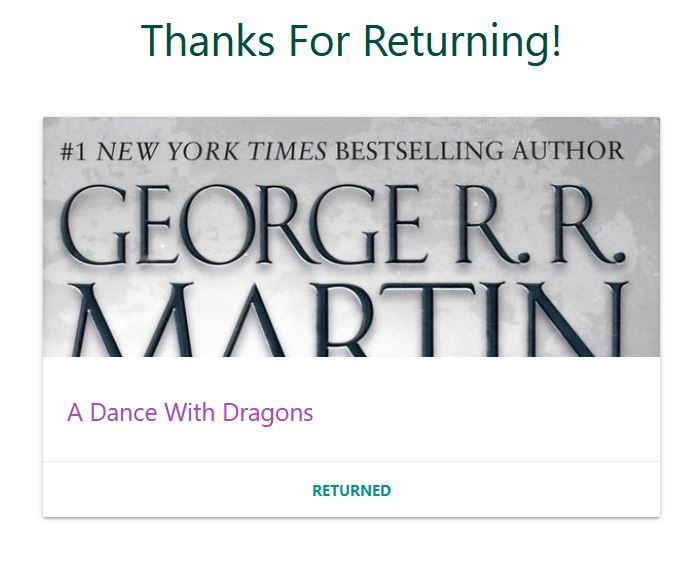 Thanks For Returning!
#1 NEW YORK TIMES BESTSELLING AUTHOR
GEORGE R. R.
MARTIN
A Dance With Dragons
RETURNED